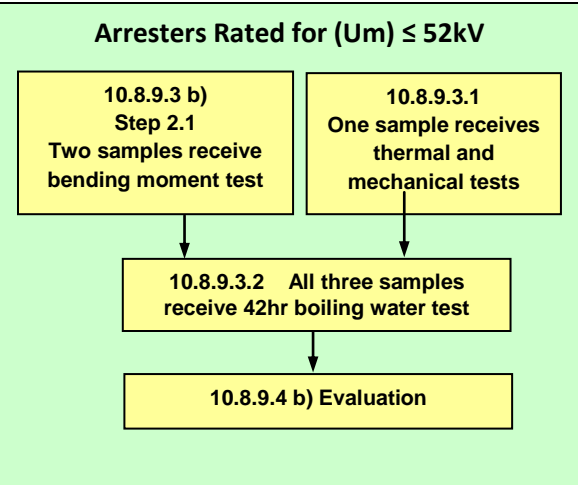 Arresters Rated for (Um) ≤ 52kV
10.8.9.3 b)
Step 2.1
Two samples receive
bending moment test
10.8.9.3.1
One sample receives
thermal and
mechanical tests
10.8.9.3.2 All three samples
receive 42hr boiling water test
10.8.9.4 b) Evaluation